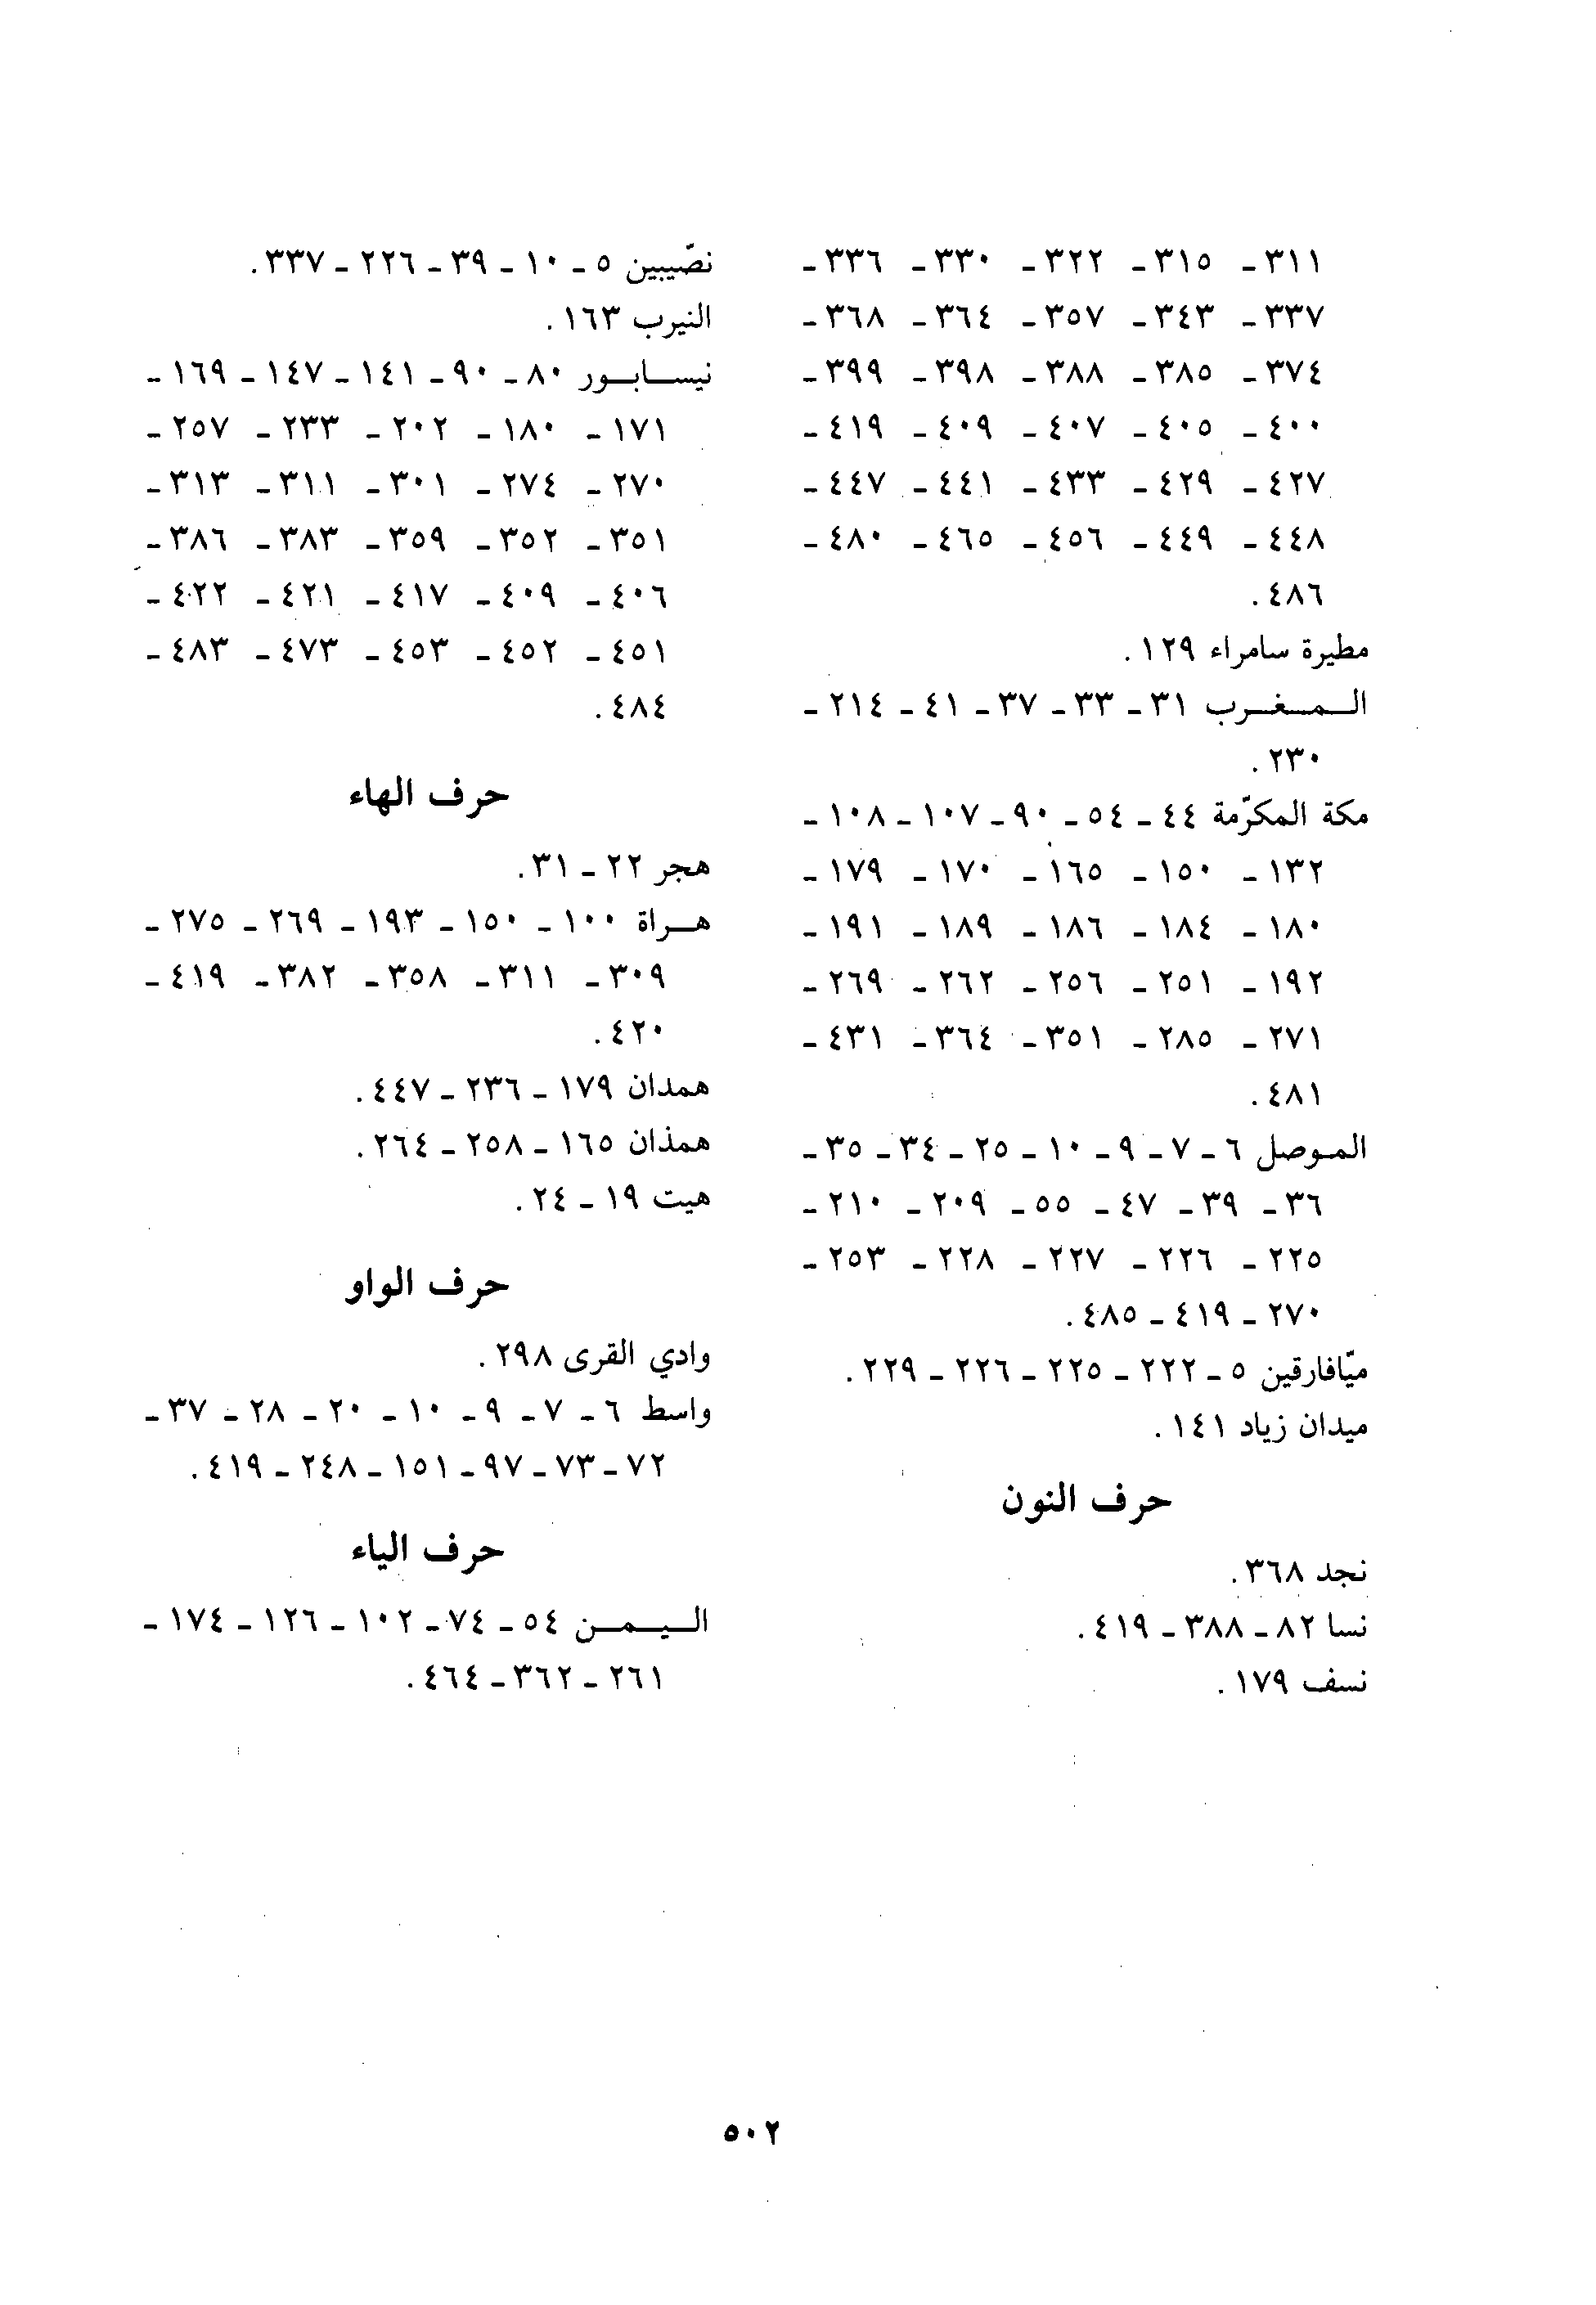 ٣١١ - ٣١٥ - ٣٢٢ - ٣٣٠ - ٣٣٦ -
٣٣٧ - ٣٤٣ - ٣٥٧ - ٣٦٤ - ٣٦٨ -
٣٧٤ - ٣٨٥ - ٣٨٨ - ٣٩٨ - ٣٩٩ -
٤٠٠ - ٤٠٥ - ٤٠٧ - ٤٠٩ - ٤١٩ -
٤٢٧ - ٤٢٩ - ٤٣٣ - ٤٤١ - ٤٤٧ -
٤٤٨ - ٤٤٩ - ٤٥٦ - ٤٦٥ - ٤٨٠ -
٤٨٦.
مطيرة سامراء ١٢٩.
الـمـغـرب ٣١ - ٣٣ - ٣٧ - ٤١ - ٢١٤ -
٢٣٠.
مكة المكرّمة ٤٤ - ٥٤ - ٩٠ - ١٠٧ - ١٠٨ -
١٣٢ - ١٥٠ - ١٦٥ - ١٧٠ - ١٧٩ -
١٨٠ - ١٨٤ - ١٨٦ - ١٨٩ - ١٩١ -
١٩٢ - ٢٥١ - ٢٥٦ - ٢٦٢ - ٢٦٩ -
٢٧١ - ٢٨٥ - ٣٥١ - ٣٦٤ - ٤٣١ -
٤٨١.
الموصل ٦ - ٧ - ٩ - ١٠ - ٢٥ - ٣٤ - ٣٥ -
٣٦ - ٣٩ - ٤٧ - ٥٥ - ٢٠٩ - ٢١٠ -
٢٢٥ - ٢٢٦ - ٢٢٧ - ٢٢٨ - ٢٥٣ -
٢٧٠ - ٤١٩ - ٤٨٥.
ميّافارقين ٥ - ٢٢٢ - ٢٢٥ - ٢٢٦ - ٢٢٩.
ميدان زياد ١٤١.
حرف النون
نجد ٣٦٨.
نسا ٨٢ - ٣٨٨ - ٤١٩.
نسف ١٧٩.
نصّيبين ٥ - ١٠ - ٣٩ - ٢٢٦ - ٣٣٧.
النيرب ١٦٣.
نيسـابـور ٨٠ - ٩٠ - ١٤١ - ١٤٧ - ١٦٩ -
١٧١ - ١٨٠ - ٢٠٢ - ٢٣٣ - ٢٥٧ -
٢٧٠ - ٢٧٤ - ٣٠١ - ٣١١ - ٣١٣ -
٣٥١ - ٣٥٢ - ٣٥٩ - ٣٨٣ - ٣٨٦ -
٤٠٦ - ٤٠٩ - ٤١٧ - ٤٢١ - ٤٢٢ -
٤٥١ - ٤٥٢ - ٤٥٣ - ٤٧٣ - ٤٨٣ -
٤٨٤.
حرف الهاء
هجر ٢٢ - ٣١.
هـراة ١٠٠ - ١٥٠ - ١٩٣ - ٢٦٩ - ٢٧٥ -
٣٠٩ - ٣١١ - ٣٥٨ - ٣٨٢ - ٤١٩ -
٤٢٠.
همدان ١٧٩ - ٢٣٦ - ٤٤٧.
همذان ١٦٥ - ٢٥٨ - ٢٦٤.
هيت ١٩ - ٢٤.
حرف الواو
وادي القرى ٢٩٨.
واسط ٦ - ٧ - ٩ - ١٠ - ٢٠ - ٢٨ - ٣٧ -
٧٢ - ٧٣ - ٩٧ - ١٥١ - ٢٤٨ - ٤١٩.
حرف الياء
الـيـمـن ٥٤ - ٧٤ - ١٠٢ - ١٢٦ - ١٧٤ -
٢٦١ - ٣٦٢ - ٤٦٤.
٥٠٢